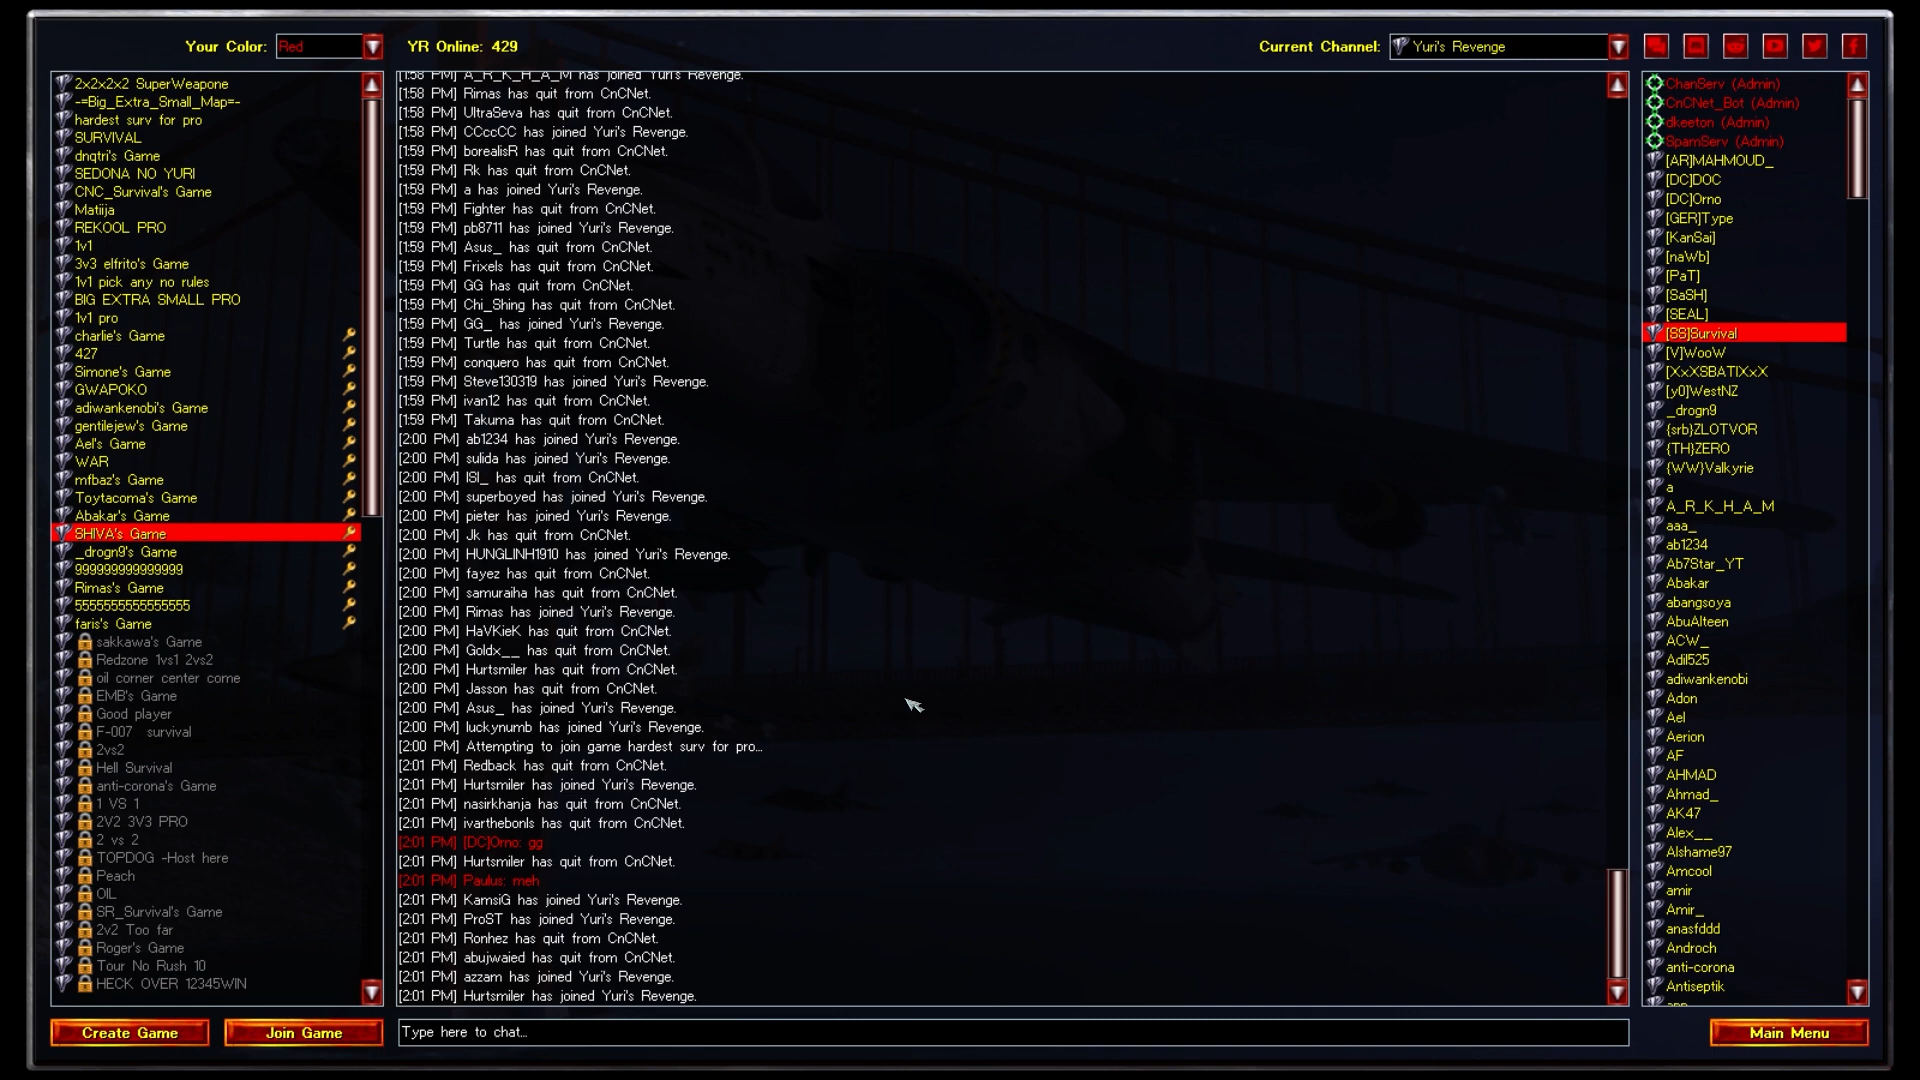 Your Color: Red
YR Online: 429
Current Channel: Yuri's Revenge
2x2x2x2 SuperWeapone
-=Big_Extra_Small_Map=-
hardest surv for pro
SURVIVAL
dnqtri's Game
SEDONA NO YURI
CNC_Survival's Game
Matiija
REKOOL PRO
1v1
3v3 elfrito's Game
1v1 pick any no rules
BIG EXTRA SMALL PRO
1v1 pro
charlie's Game
427
Simone's Game
GWAPOKO
adiwankenobi's Game
gentilejew's Game
Ael's Game
WAR
mfbaz's Game
Toytacoma's Game
Abakar's Game
SHIVA's Game
_drogn9's Game
999999999999999
Rimas's Game
5555555555555555
faris's Game
sakkawa's Game
Redzone 1vs1 2vs2
oil corner center come
EMB's Game
Good player
F-007 survival
2vs2
Hell Survival
anti-corona's Game
1 VS 1
2V2 3V3 PRO
2 vs 2
TOPDOG -Host here
Peach
OIL
SR_Survival's Game
2v2 Too far
Roger's Game
Tour No Rush 10
HECK OVER 12345WIN
[1:58 PM] A_R_K_H_A_M has joined Yuri's Revenge.
[1:58 PM] Rimas has quit from CnCNet.
[1:58 PM] UltraSeva has quit from CnCNet.
[1:58 PM] CCccCC has joined Yuri's Revenge.
[1:59 PM] borealisR has quit from CnCNet.
[1:59 PM] Rk has quit from CnCNet.
[1:59 PM] a has joined Yuri's Revenge.
[1:59 PM] Fighter has quit from CnCNet.
[1:59 PM] pb8711 has joined Yuri's Revenge.
[1:59 PM] Asus_ has quit from CnCNet.
[1:59 PM] Frixels has quit from CnCNet.
[1:59 PM] GG has quit from CnCNet.
[1:59 PM] Chi_Shing has quit from CnCNet.
[1:59 PM] GG_ has joined Yuri's Revenge.
[1:59 PM] Turtle has quit from CnCNet.
[1:59 PM] conquero has quit from CnCNet.
[1:59 PM] Steve130319 has joined Yuri's Revenge.
[1:59 PM] ivan12 has quit from CnCNet.
[1:59 PM] Takuma has quit from CnCNet.
[2:00 PM] ab1234 has joined Yuri's Revenge.
[2:00 PM] sulida has joined Yuri's Revenge.
[2:00 PM] ISI_ has quit from CnCNet.
[2:00 PM] superboyed has joined Yuri's Revenge.
[2:00 PM] pieter has joined Yuri's Revenge.
[2:00 PM] Jk has quit from CnCNet.
[2:00 PM] HUNGLINH1910 has joined Yuri's Revenge.
[2:00 PM] fayez has quit from CnCNet.
[2:00 PM] samuraiha has quit from CnCNet.
[2:00 PM] Rimas has joined Yuri's Revenge.
[2:00 PM] HaVKieK has quit from CnCNet.
[2:00 PM] Goldx__ has quit from CnCNet.
[2:00 PM] Hurtsmiler has quit from CnCNet.
[2:00 PM] Jasson has quit from CnCNet.
[2:00 PM] Asus_ has joined Yuri's Revenge.
[2:00 PM] luckynumb has joined Yuri's Revenge.
[2:00 PM] Attempting to join game hardest surv for pro...
[2:01 PM] Redback has quit from CnCNet.
[2:01 PM] Hurtsmiler has joined Yuri's Revenge.
[2:01 PM] nasirkhanja has quit from CnCNet.
[2:01 PM] ivarthebonls has quit from CnCNet.
[2:01 PM] [DC]Orno: gg
[2:01 PM] Hurtsmiler has quit from CnCNet.
[2:01 PM] Paulus: meh
[2:01 PM] KamsiG has joined Yuri's Revenge.
[2:01 PM] ProST has joined Yuri's Revenge.
[2:01 PM] Ronhez has quit from CnCNet.
[2:01 PM] abujwaied has quit from CnCNet.
[2:01 PM] azzam has joined Yuri's Revenge.
[2:01 PM] Hurtsmiler has joined Yuri's Revenge.
ChanServ (Admin)
CnCNet_Bot (Admin)
dkeeton (Admin)
SpamServ (Admin)
[AR]MAHMOUD_
[DC]DOC
[DC]Orno
[GER]Type
[KanSai]
[naWb]
[PaT]
[SaSH]
[SEAL]
[SS]Survival
[V]WooW
[XxXSBATIXxX
[y0]WestNZ
_drogn9
{srb}ZLOTVOR
{TH}ZERO
{WW}Valkyrie
a
A_R_K_H_A_M
aaa_
ab1234
Ab7Star_YT
Abakar
abangsoya
AbuAlteen
ACW_
Adil525
adiwankenobi
Adon
Ael
Aerion
AF
AHMAD
Ahmad_
AK47
Alex__
Alshame97
Amcool
amir
Amir_
anasfddd
Androch
anti-corona
Antiseptik
Create Game
Join Game
Type here to chat...
Main Menu